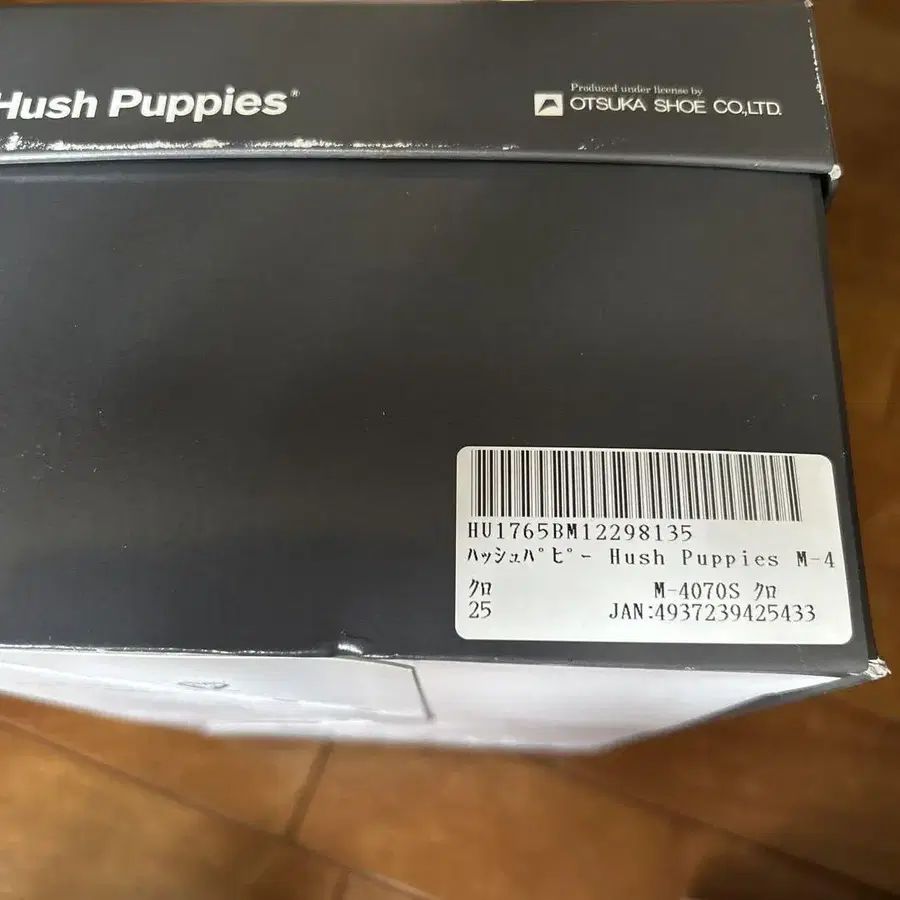 Hush Puppies®
Produced under license by
OTSUKA SHOE CO.,LTD.
HU1765BM12298135
ﾊｯｼｭﾊﾟﾋﾟｰ Hush Puppies M-4
ｸﾛ M-4070S ｸﾛ
25 JAN:4937239425433